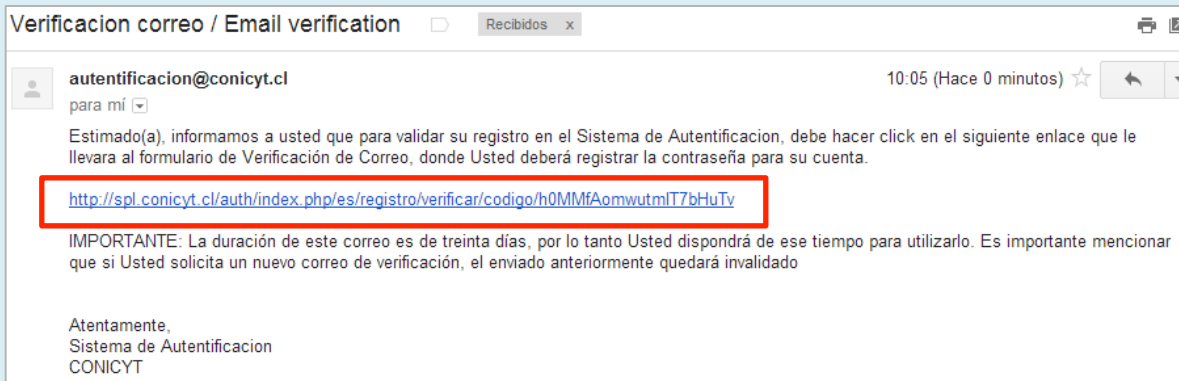 Verificacion correo / Email verification Recibidos x
autentificacion@conicyt.cl 10:05 (Hace 0 minutos)
para mí
Estimado(a), informamos a usted que para validar su registro en el Sistema de Autentificacion, debe hacer click en el siguiente enlace que le
llevara al formulario de Verificación de Correo, donde Usted deberá registrar la contraseña para su cuenta.
http://spl.conicyt.cl/auth/index.php/es/registro/verificar/codigo/h0MMfAomwutmIT7bHuTv
IMPORTANTE: La duración de este correo es de treinta días, por lo tanto Usted dispondrá de ese tiempo para utilizarlo. Es importante mencionar
que si Usted solicita un nuevo correo de verificación, el enviado anteriormente quedará invalidado
Atentamente,
Sistema de Autentificacion
CONICYT